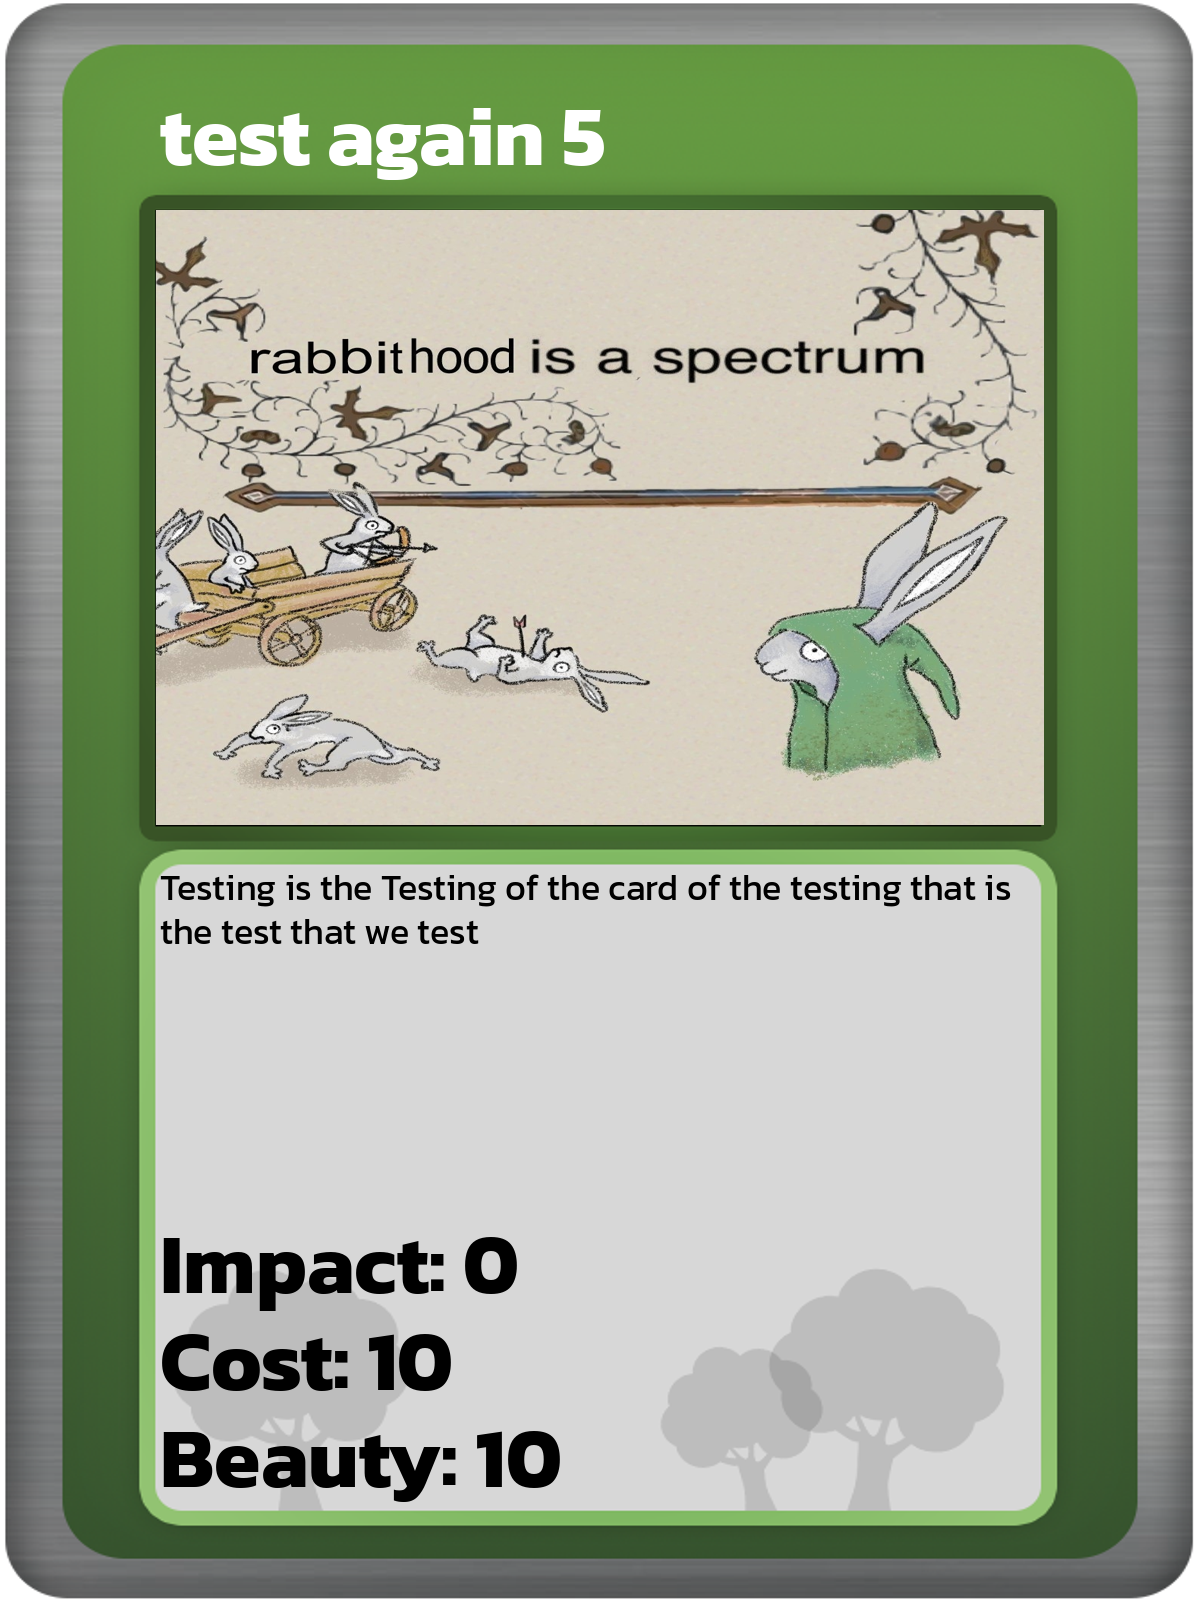 test again 5
rabbithood is a spectrum
Testing is the Testing of the card of the testing that is
the test that we test
Impact: 0
Cost: 10
Beauty: 10